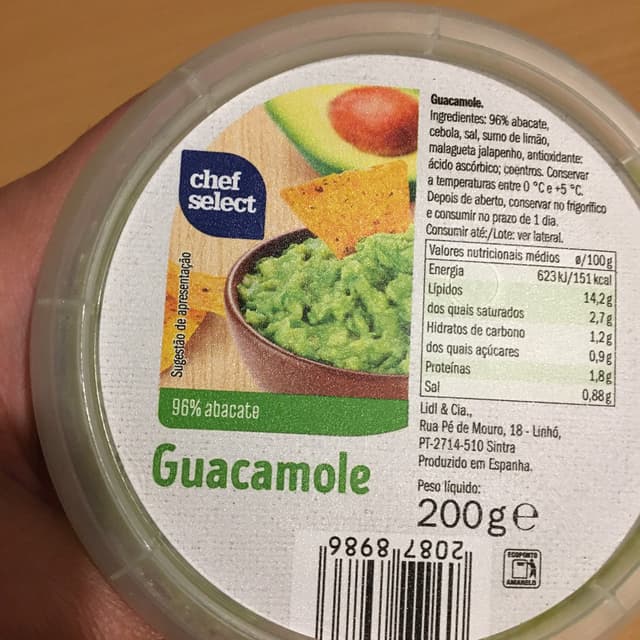 chef
select
Sugestão de apresentação
96% abacate
Guacamole
Guacamole.
Ingredientes: 96% abacate,
cebola, sal, sumo de limão,
malagueta jalapenho, antioxidante:
ácido ascórbico; coentros. Conservar
a temperaturas entre 0 °C e +5 °C.
Depois de aberto, conservar no frigorífico
e consumir no prazo de 1 dia.
Consumir até:/Lote: ver lateral.
Valores nutricionais médios ø/100g
Energia 623 kJ/151 kcal
Lípidos 14,2g
dos quais saturados 2,7g
Hidratos de carbono 1,2g
dos quais açúcares 0,9g
Proteínas 1,8g
Sal 0,88g
Lidl & Cia.,
Rua Pé de Mouro, 18 - Linhó,
PT-2714-510 Sintra
Produzido em Espanha.
Peso líquido:
200g e
2087 8986
ECOPONTO
AMARELO